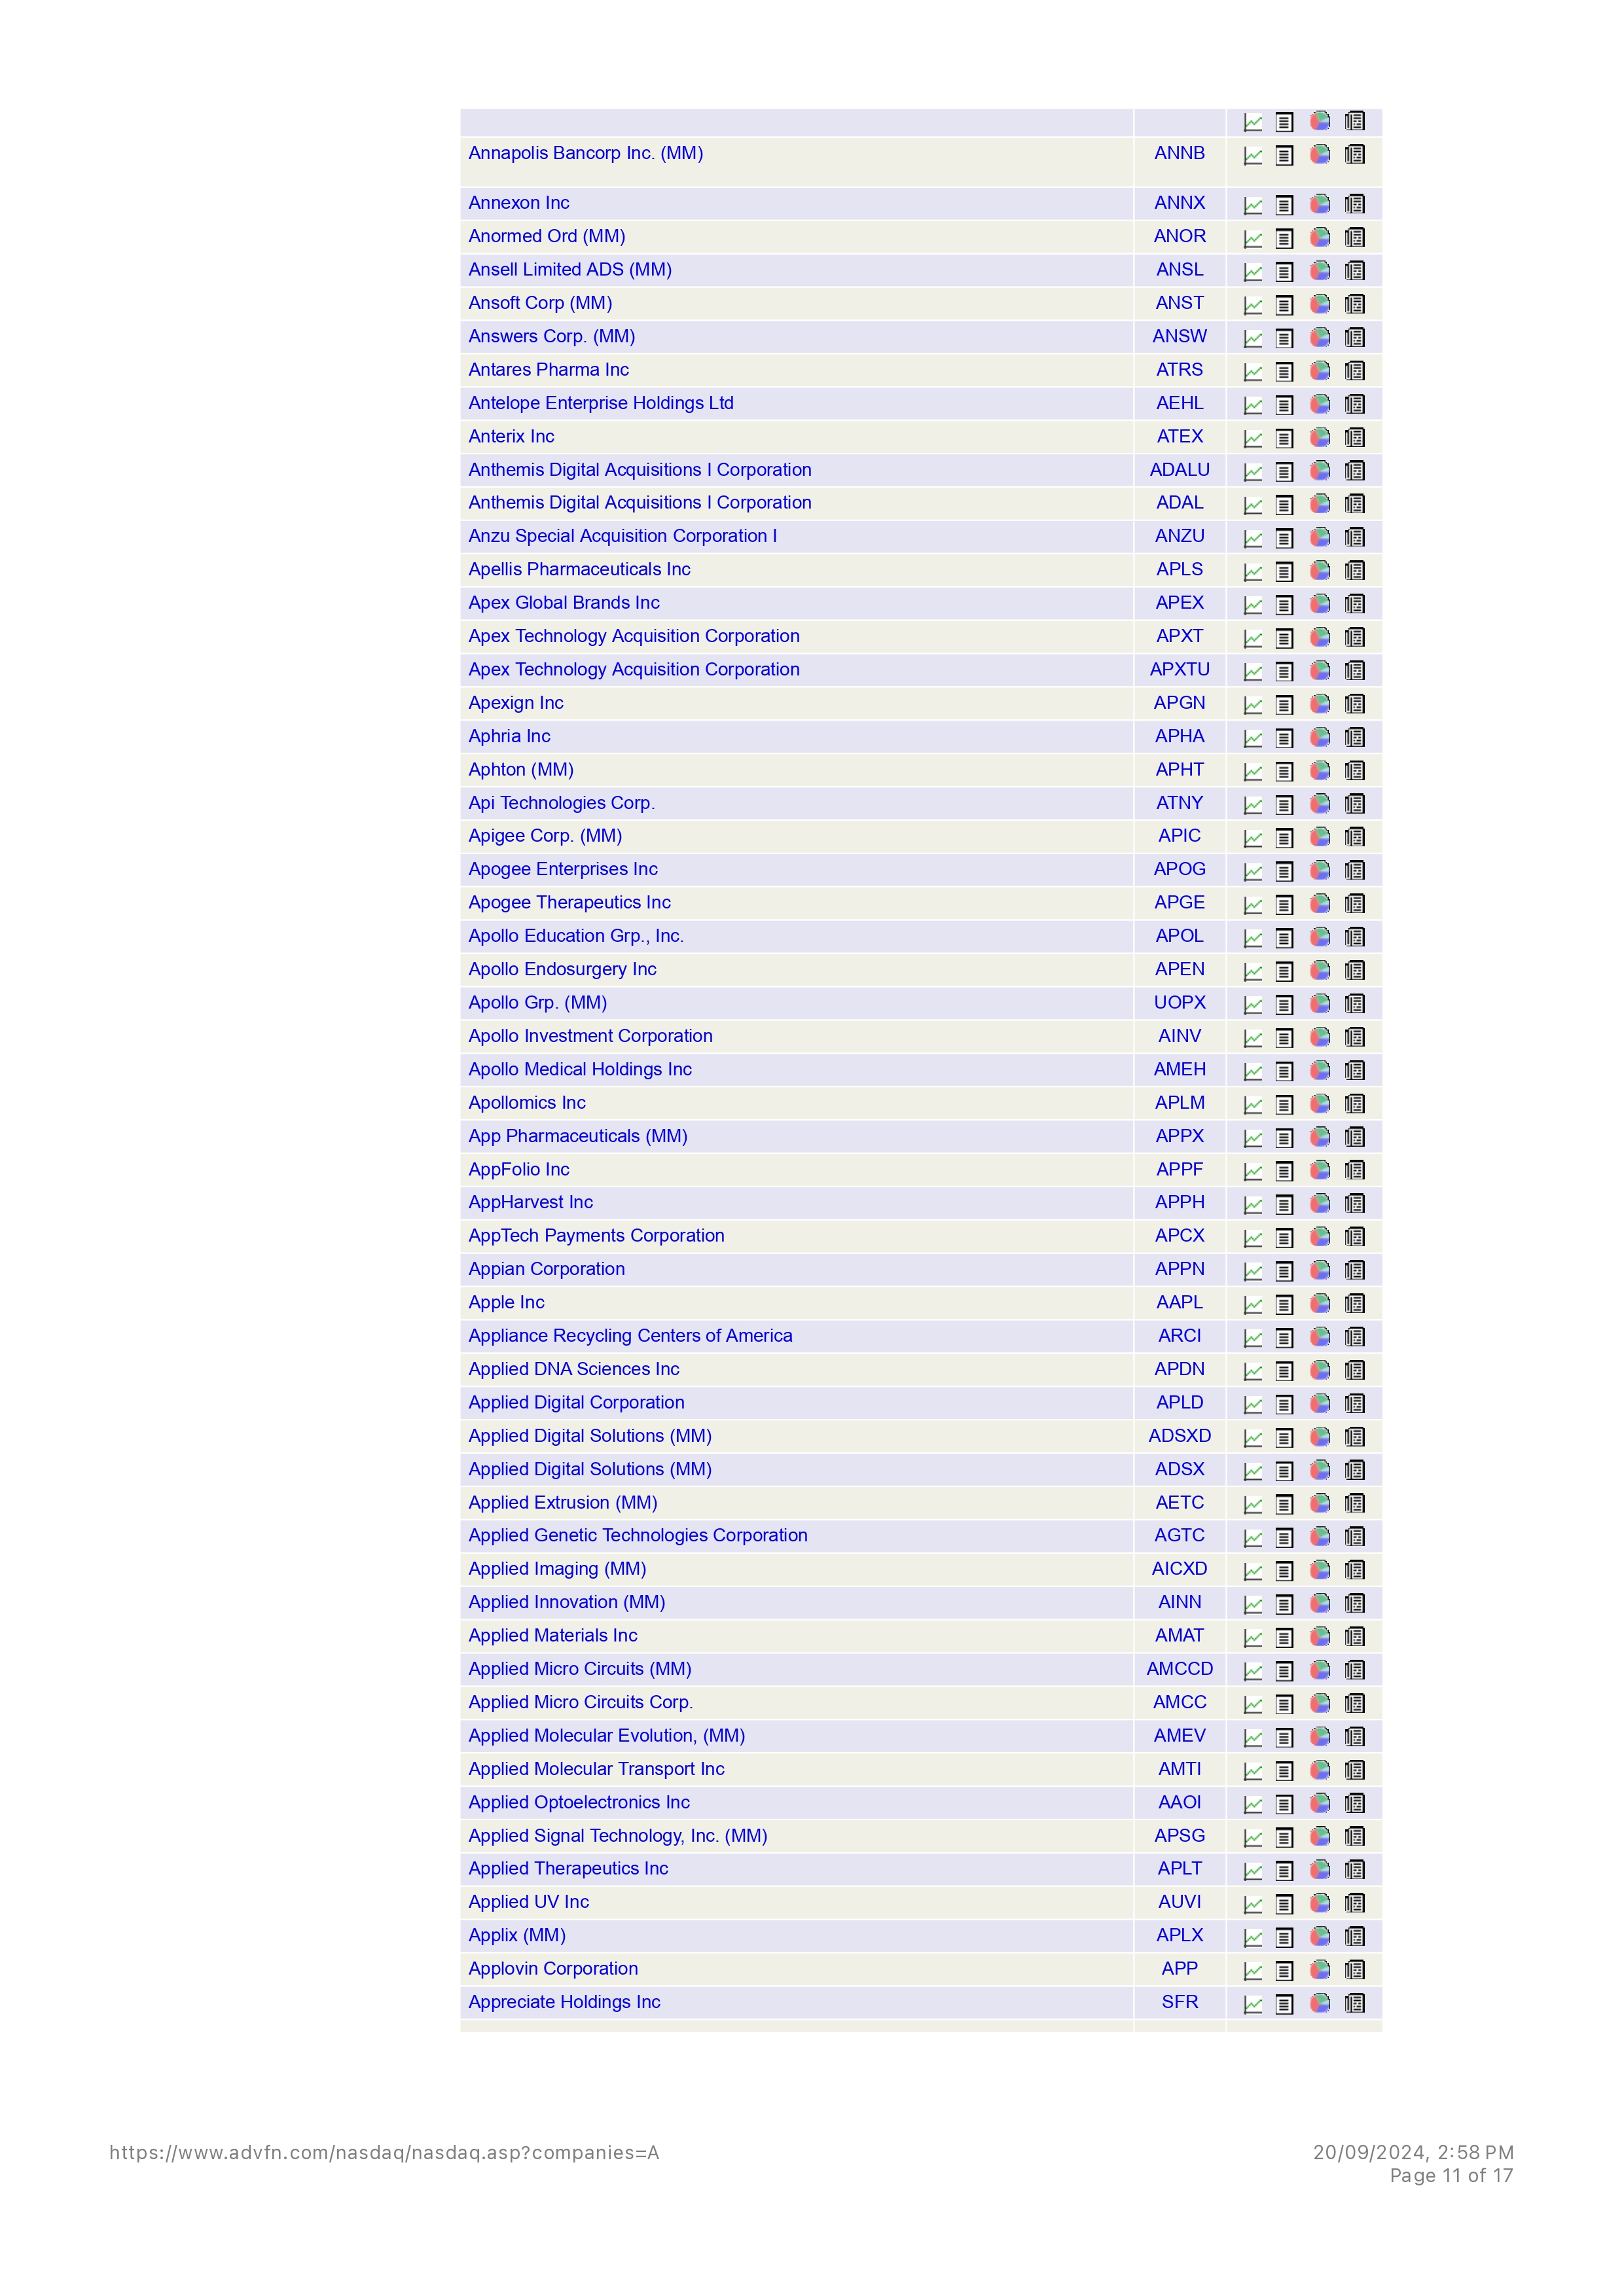 Annapolis Bancorp Inc. (MM) ANNB
Annexon Inc ANNX
Anormed Ord (MM) ANOR
Ansell Limited ADS (MM) ANSL
Ansoft Corp (MM) ANST
Answers Corp. (MM) ANSW
Antares Pharma Inc ATRS
Antelope Enterprise Holdings Ltd AEHL
Anterix Inc ATEX
Anthemis Digital Acquisitions I Corporation ADALU
Anthemis Digital Acquisitions I Corporation ADAL
Anzu Special Acquisition Corporation I ANZU
Apellis Pharmaceuticals Inc APLS
Apex Global Brands Inc APEX
Apex Technology Acquisition Corporation APXT
Apex Technology Acquisition Corporation APXTU
Apexign Inc APGN
Aphria Inc APHA
Aphton (MM) APHT
Api Technologies Corp. ATNY
Apigee Corp. (MM) APIC
Apogee Enterprises Inc APOG
Apogee Therapeutics Inc APGE
Apollo Education Grp., Inc. APOL
Apollo Endosurgery Inc APEN
Apollo Grp. (MM) UOPX
Apollo Investment Corporation AINV
Apollo Medical Holdings Inc AMEH
Apollomics Inc APLM
App Pharmaceuticals (MM) APPX
AppFolio Inc APPF
AppHarvest Inc APPH
AppTech Payments Corporation APCX
Appian Corporation APPN
Apple Inc AAPL
Appliance Recycling Centers of America ARCI
Applied DNA Sciences Inc APDN
Applied Digital Corporation APLD
Applied Digital Solutions (MM) ADSXD
Applied Digital Solutions (MM) ADSX
Applied Extrusion (MM) AETC
Applied Genetic Technologies Corporation AGTC
Applied Imaging (MM) AICXD
Applied Innovation (MM) AINN
Applied Materials Inc AMAT
Applied Micro Circuits (MM) AMCCD
Applied Micro Circuits Corp. AMCC
Applied Molecular Evolution, (MM) AMEV
Applied Molecular Transport Inc AMTI
Applied Optoelectronics Inc AAOI
Applied Signal Technology, Inc. (MM) APSG
Applied Therapeutics Inc APLT
Applied UV Inc AUVI
Applix (MM) APLX
Applovin Corporation APP
Appreciate Holdings Inc SFR
https://www.advfn.com/nasdaq/nasdaq.asp?companies=A 20/09/2024, 2:58 PM
Page 11 of 17